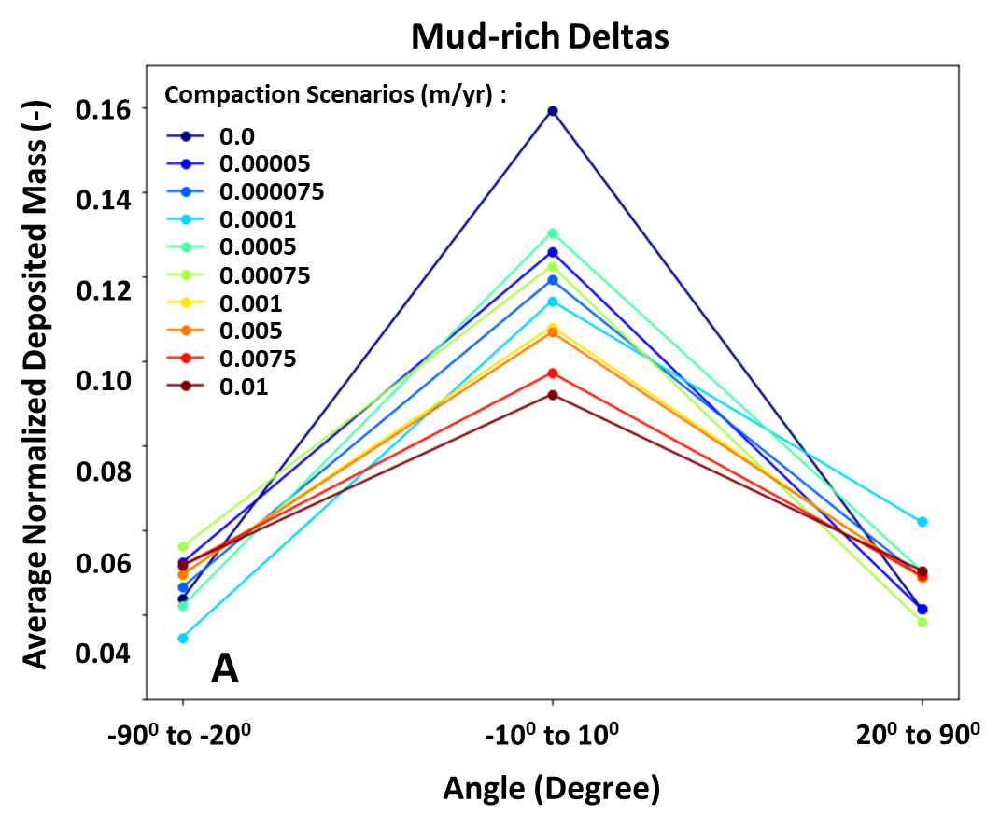 Mud-rich Deltas
Average Normalized Deposited Mass (-)
0.16
0.14
0.12
0.10
0.08
0.06
0.04
Compaction Scenarios (m/yr) :
0.0
0.00005
0.000075
0.0001
0.0005
0.00075
0.001
0.005
0.0075
0.01
A
-90⁰ to -20⁰ -10⁰ to 10⁰ 20⁰ to 90⁰
Angle (Degree)